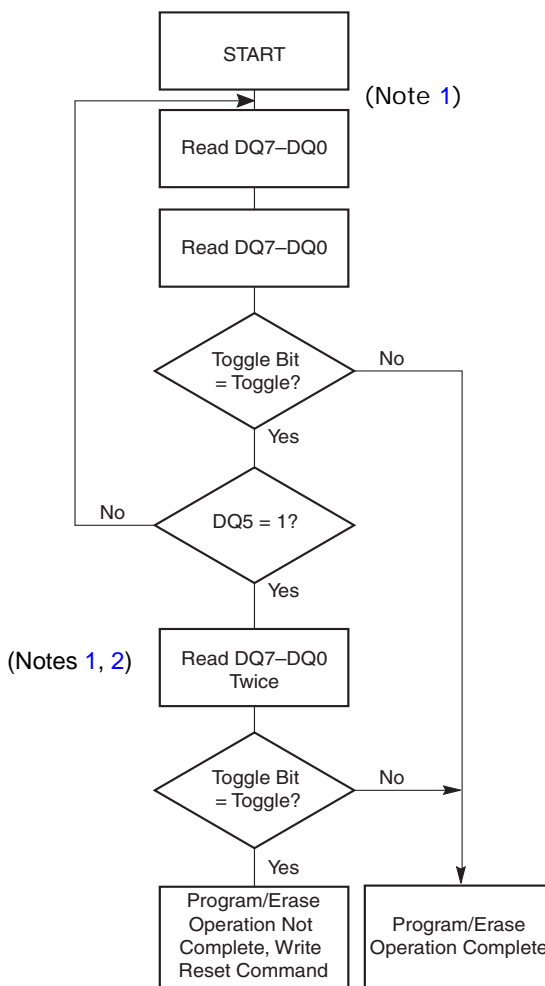 START
(Note 1)
Read DQ7–DQ0
Read DQ7–DQ0
Toggle Bit
= Toggle?
No
Yes
No
DQ5 = 1?
Yes
(Notes 1, 2)
Read DQ7–DQ0
Twice
Toggle Bit
= Toggle?
No
Yes
Program/Erase
Operation Not
Complete, Write
Reset Command
Program/Erase
Operation Complete